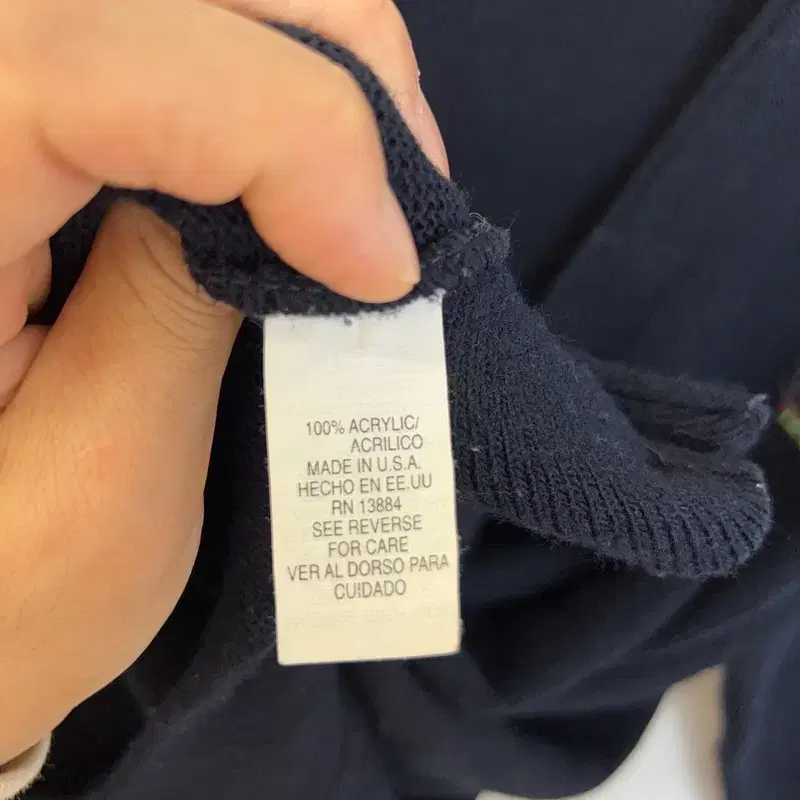 100% ACRYLIC/
ACRILICO
MADE IN U.S.A.
HECHO EN EE.UU
RN 13884
SEE REVERSE
FOR CARE
VER AL DORSO PARA
CUIDADO